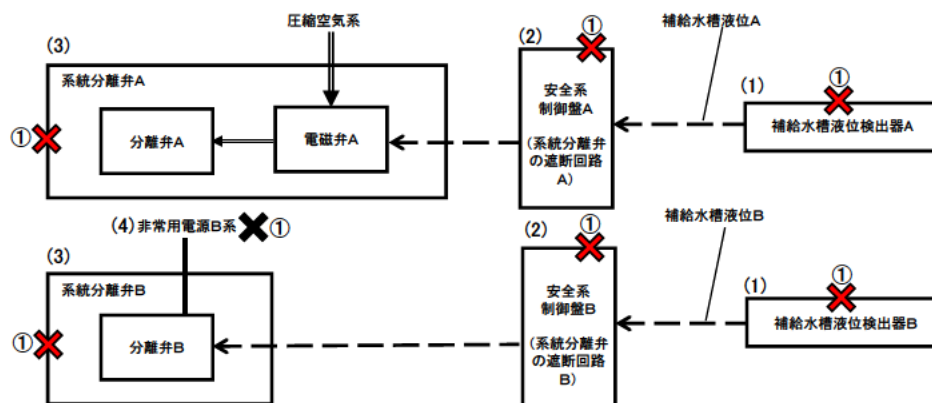 圧縮空気系
(3)
系統分離弁A
①
分離弁A
電磁弁A
(2)
①
安全系
制御盤A
(系統分離弁
の遮断回路
A)
補給水槽液位A
(1)
①
補給水槽液位検出器A
(4)非常用電源B系
①
(3)
系統分離弁B
①
分離弁B
(2)
①
安全系
制御盤B
(系統分離弁
の遮断回路
B)
補給水槽液位B
(1)
①
補給水槽液位検出器B